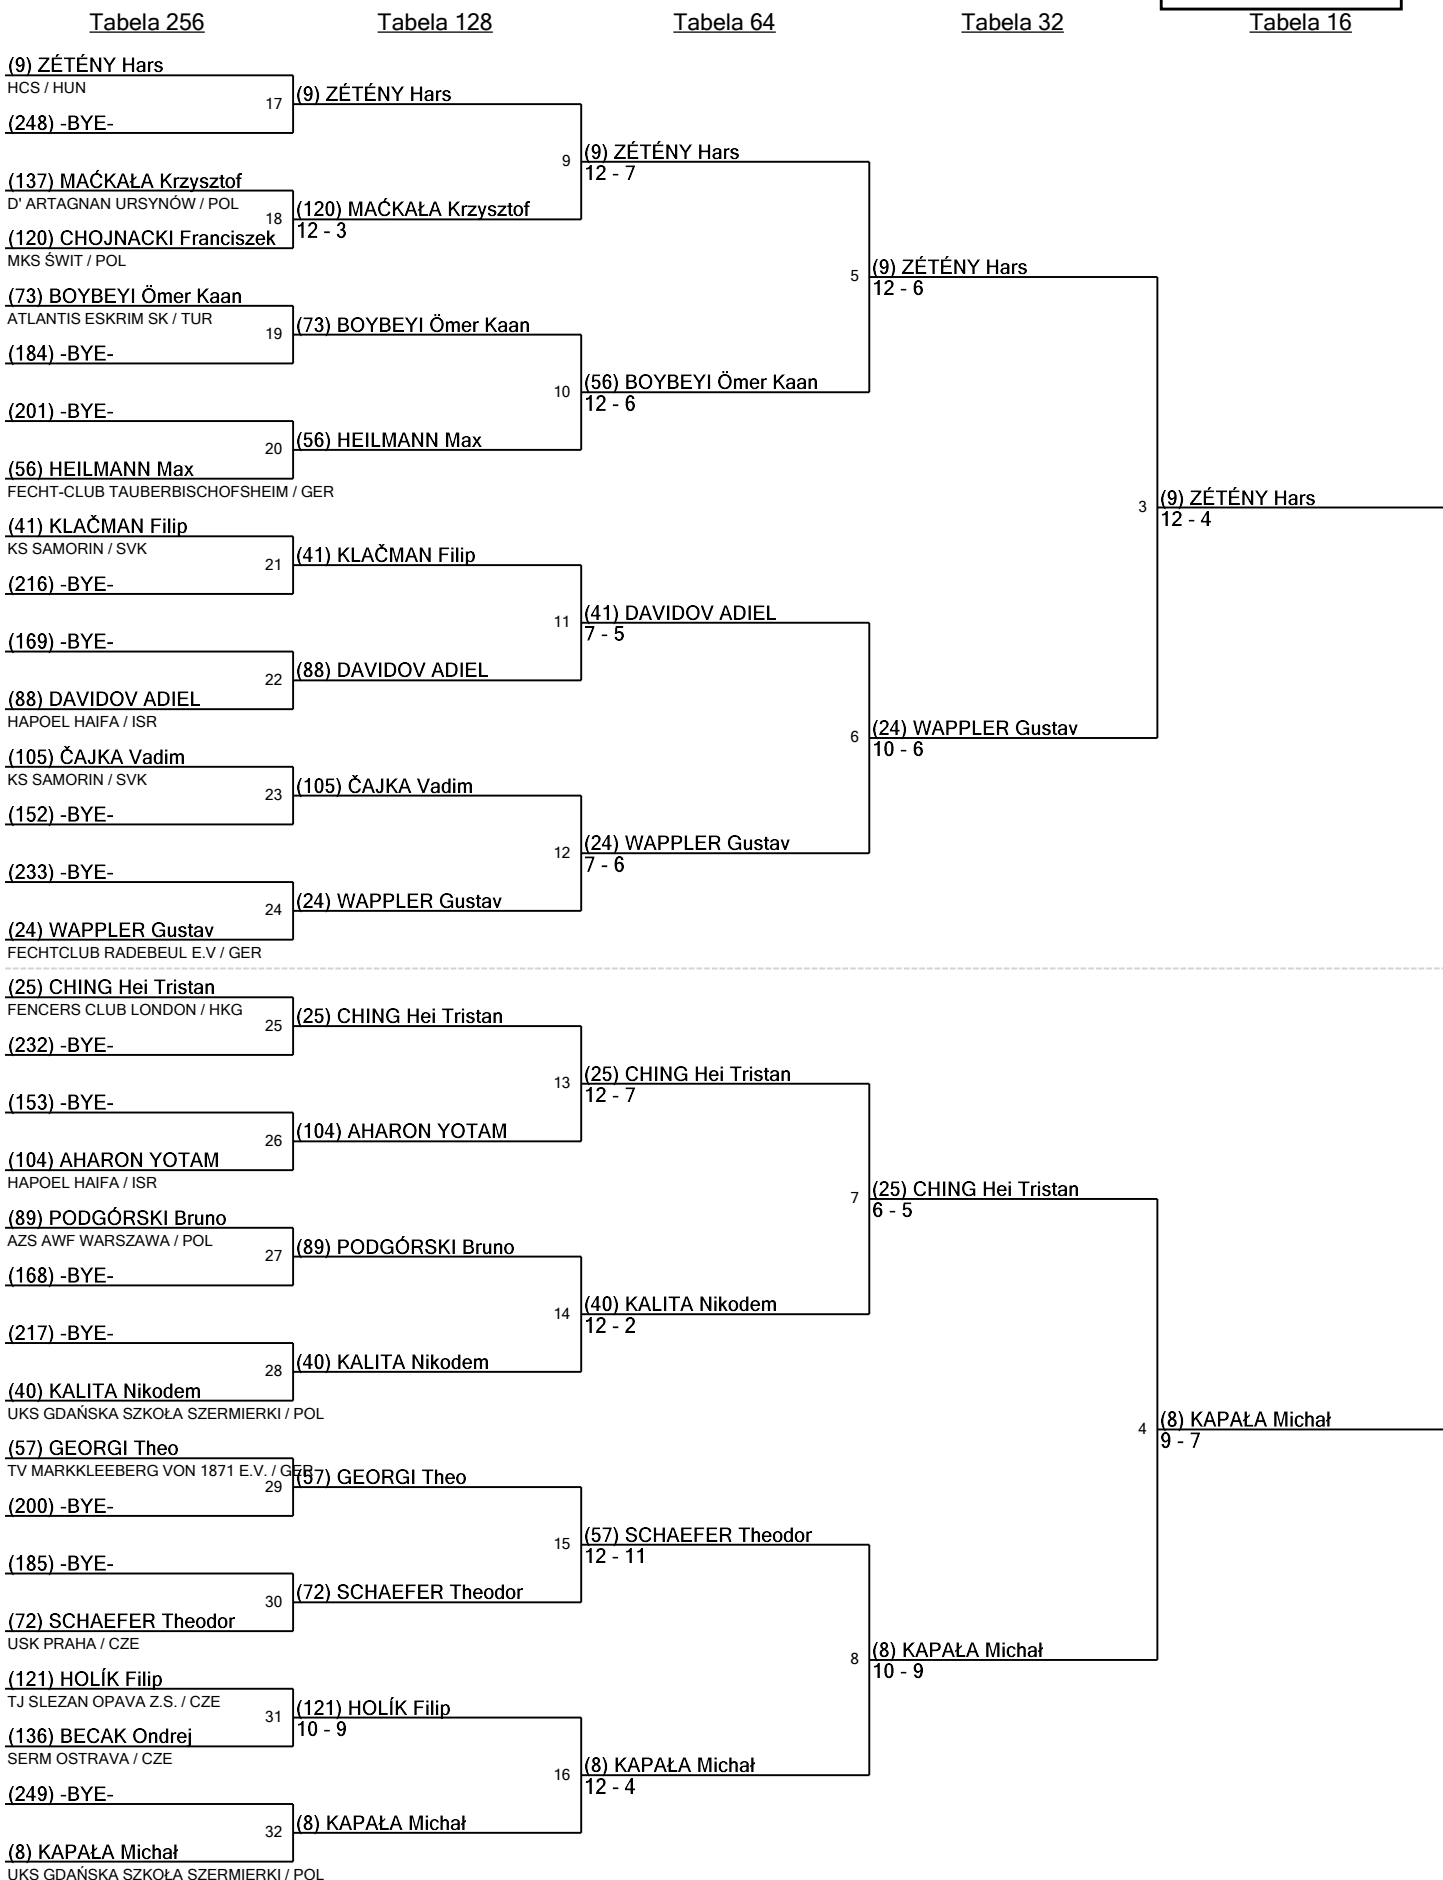 Tabela 256
Tabela 128
Tabela 64
Tabela 32
Tabela 16
(9) ZÉTÉNY Hars
HCS / HUN
17
(248) -BYE-
(137) MAĆKAŁA Krzysztof
D' ARTAGNAN URSYNÓW / POL
18
(120) CHOJNACKI Franciszek
MKS ŚWIT / POL
(73) BOYBEYI Ömer Kaan
ATLANTIS ESKRIM SK / TUR
19
(184) -BYE-
(201) -BYE-
20
(56) HEILMANN Max
FECHT-CLUB TAUBERBISCHOFSHEIM / GER
(41) KLAČMAN Filip
KS SAMORIN / SVK
21
(216) -BYE-
(169) -BYE-
22
(88) DAVIDOV ADIEL
HAPOEL HAIFA / ISR
(105) ČAJKA Vadim
KS SAMORIN / SVK
23
(152) -BYE-
(233) -BYE-
24
(24) WAPPLER Gustav
FECHTCLUB RADEBEUL E.V / GER
(25) CHING Hei Tristan
FENCERS CLUB LONDON / HKG
25
(232) -BYE-
(153) -BYE-
26
(104) AHARON YOTAM
HAPOEL HAIFA / ISR
(89) PODGÓRSKI Bruno
AZS AWF WARSZAWA / POL
27
(168) -BYE-
(217) -BYE-
28
(40) KALITA Nikodem
UKS GDAŃSKA SZKOŁA SZERMIERKI / POL
(57) GEORGI Theo
TV MARKKLEEBERG VON 1871 E.V. / GER
29
(200) -BYE-
(185) -BYE-
30
(72) SCHAEFER Theodor
USK PRAHA / CZE
(121) HOLÍK Filip
TJ SLEZAN OPAVA Z.S. / CZE
31
(136) BECAK Ondrej
SERM OSTRAVA / CZE
(249) -BYE-
32
(8) KAPAŁA Michał
UKS GDAŃSKA SZKOŁA SZERMIERKI / POL
(9) ZÉTÉNY Hars
9
(120) MAĆKAŁA Krzysztof
12 - 3
(73) BOYBEYI Ömer Kaan
10
(56) HEILMANN Max
(41) KLAČMAN Filip
11
(88) DAVIDOV ADIEL
(105) ČAJKA Vadim
12
(24) WAPPLER Gustav
(25) CHING Hei Tristan
13
(104) AHARON YOTAM
(89) PODGÓRSKI Bruno
14
(40) KALITA Nikodem
(57) GEORGI Theo
15
(72) SCHAEFER Theodor
(121) HOLÍK Filip
10 - 9
16
(8) KAPAŁA Michał
(9) ZÉTÉNY Hars
12 - 7
5
(56) BOYBEYI Ömer Kaan
12 - 6
(41) DAVIDOV ADIEL
7 - 5
6
(24) WAPPLER Gustav
7 - 6
(25) CHING Hei Tristan
12 - 7
7
(40) KALITA Nikodem
12 - 2
(57) SCHAEFER Theodor
12 - 11
8
(8) KAPAŁA Michał
12 - 4
(9) ZÉTÉNY Hars
12 - 6
3
(24) WAPPLER Gustav
10 - 6
(25) CHING Hei Tristan
6 - 5
4
(8) KAPAŁA Michał
10 - 9
(9) ZÉTÉNY Hars
12 - 4
(8) KAPAŁA Michał
9 - 7